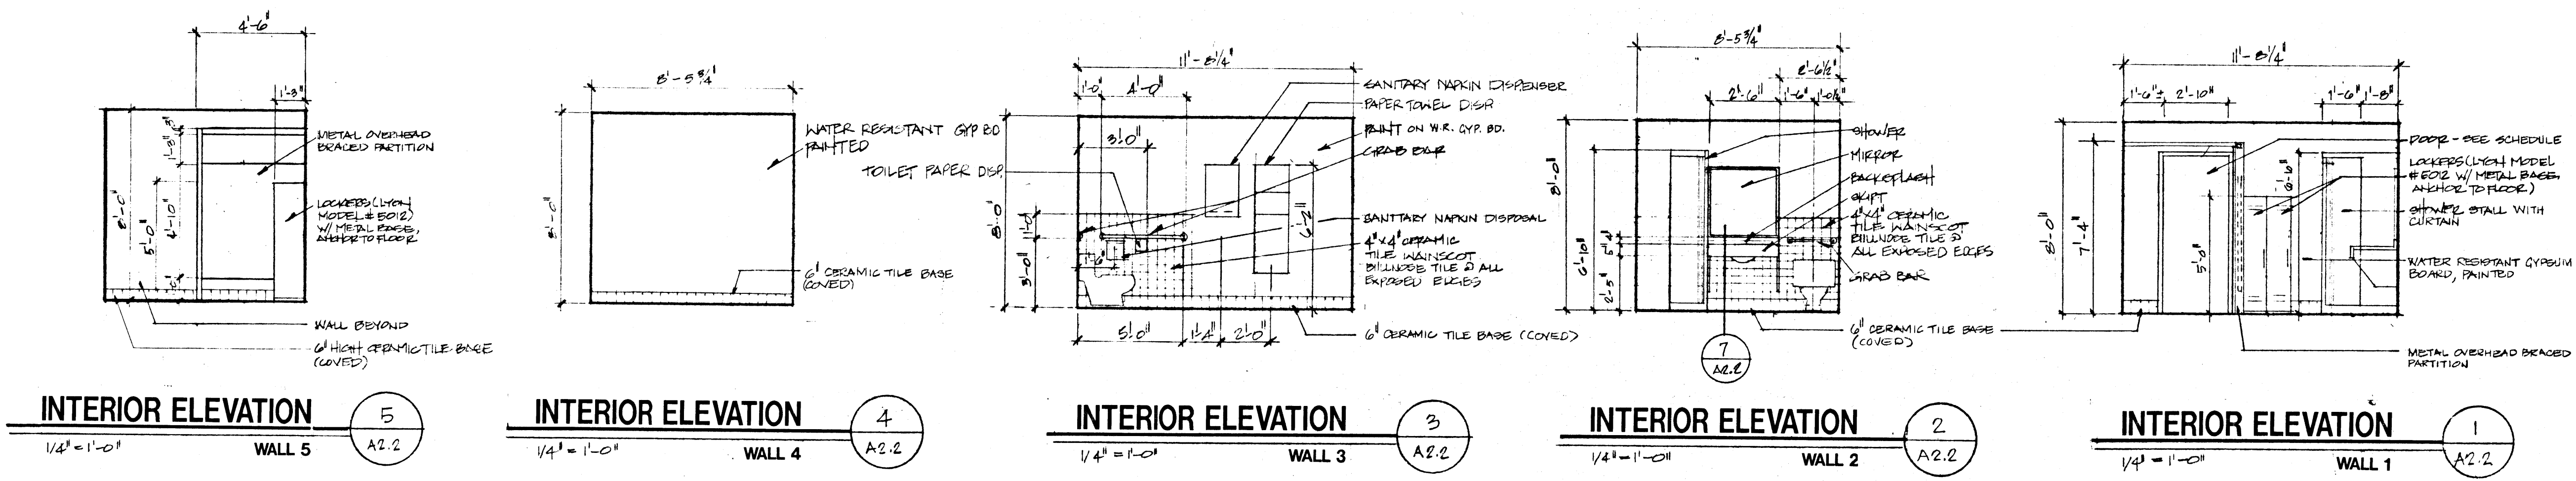 4'-6"
1'-3"
1'-3"
8'-0"
5'-0"
4'-10"
METAL OVERHEAD
BRACED PARTITION
LOCKERS (LYON
MODEL # 5012)
W/ METAL BASE,
ANCHOR TO FLOOR
WALL BEYOND
6" HIGH CERAMIC TILE BASE
(COVED)
INTERIOR ELEVATION
5
A2.2
1/4" = 1'-0"
WALL 5
8'-5 3/4"
8'-0"
WATER RESISTANT GYP BD
PAINTED
6" CERAMIC TILE BASE
(COVED)
INTERIOR ELEVATION
4
A2.2
1/4" = 1'-0"
WALL 4
11'-8 1/4"
1'-0"
4'-0"
3'-0"
8'-0"
1'-0"
3'-0"
6"
6'-2"
5'-0"
1'-4"
2'-0"
TOILET PAPER DISP.
SANITARY NAPKIN DISPENSER
PAPER TOWEL DISP.
PAINT ON W.R. GYP. BD.
GRAB BAR
SANITARY NAPKIN DISPOSAL
4"x4" CERAMIC
TILE WAINSCOT
BULLNOSE TILE @ ALL
EXPOSED EDGES
6" CERAMIC TILE BASE (COVED)
INTERIOR ELEVATION
3
A2.2
1/4" = 1'-0"
WALL 3
8'-5 3/4"
2'-6 1/2"
2'-6"
1'-6"
8'-0"
6'-10"
2'-5"
SHOWER
MIRROR
BACKSPLASH
SKIRT
4"x4" CERAMIC
TILE WAINSCOT
BULLNOSE TILE @
ALL EXPOSED EDGES
GRAB BAR
6" CERAMIC TILE BASE
(COVED)
7
A2.2
INTERIOR ELEVATION
2
A2.2
1/4" = 1'-0"
WALL 2
11'-8 1/4"
1'-6"±
2'-10"
1'-6"
1'-8"
8'-0"
7'-4"
5'-0"
6'-6"
DOOR - SEE SCHEDULE
LOCKERS (LYON MODEL
# 5012 W/ METAL BASE,
ANCHOR TO FLOOR)
SHOWER STALL WITH
CURTAIN
WATER RESISTANT GYPSUM
BOARD, PAINTED
METAL OVERHEAD BRACED
PARTITION
INTERIOR ELEVATION
1
A2.2
1/4" = 1'-0"
WALL 1